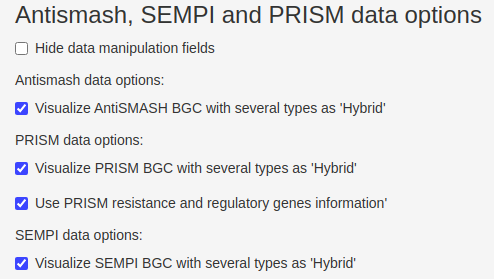 Antismash, SEMPI and PRISM data options
Hide data manipulation fields
Antismash data options:
Visualize AntiSMASH BGC with several types as 'Hybrid'
PRISM data options:
Visualize PRISM BGC with several types as 'Hybrid'
Use PRISM resistance and regulatory genes information'
SEMPI data options:
Visualize SEMPI BGC with several types as 'Hybrid'